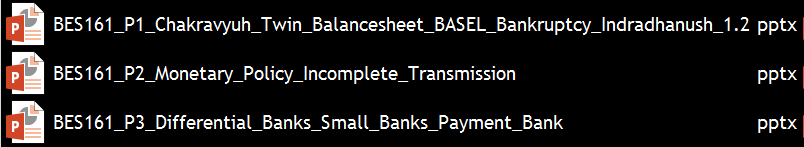 BES161_P1_Chakravyuh_Twin_Balancesheet_BASEL_Bankruptcy_Indradhanush_1.2 pptx
BES161_P2_Monetary_Policy_Incomplete_Transmission pptx
BES161_P3_Differential_Banks_Small_Banks_Payment_Bank pptx